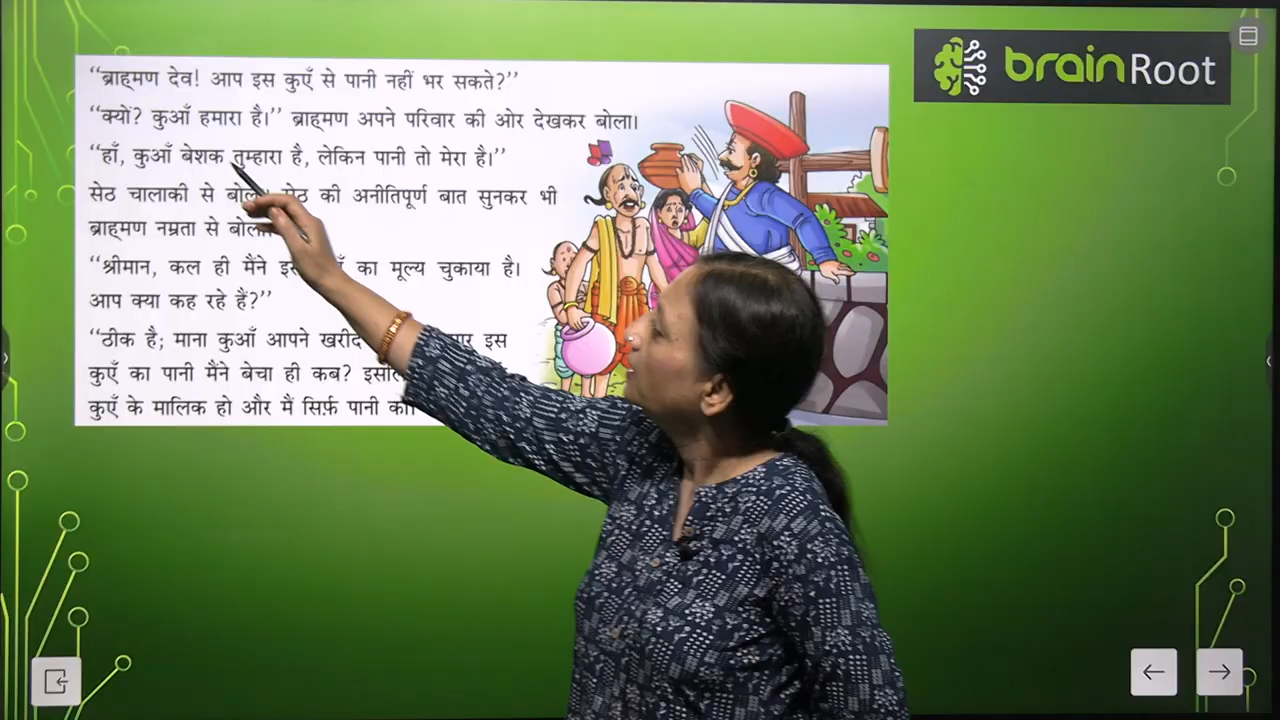 “ब्राह्मण देव! आप इस कुएँ से पानी नहीं भर सकते?”
“क्यों? कुआँ हमारा है।” ब्राह्मण अपने परिवार की ओर देखकर बोला।
“हाँ, कुआँ बेशक तुम्हारा है, लेकिन पानी तो मेरा है।”
सेठ चालाकी से सेठ की अनीतिपूर्ण बात सुनकर भी
ब्राह्मण नम्रता से
“श्रीमान, कल ही मैंने का मूल्य चुकाया है।
आप क्या कह रहे हैं?”
“ठीक है; माना कुआँ आपने इस
कुएँ का पानी मैंने बेचा ही कब?
कुएँ के मालिक हो और मैं सिर्फ़ पानी
brainRoot